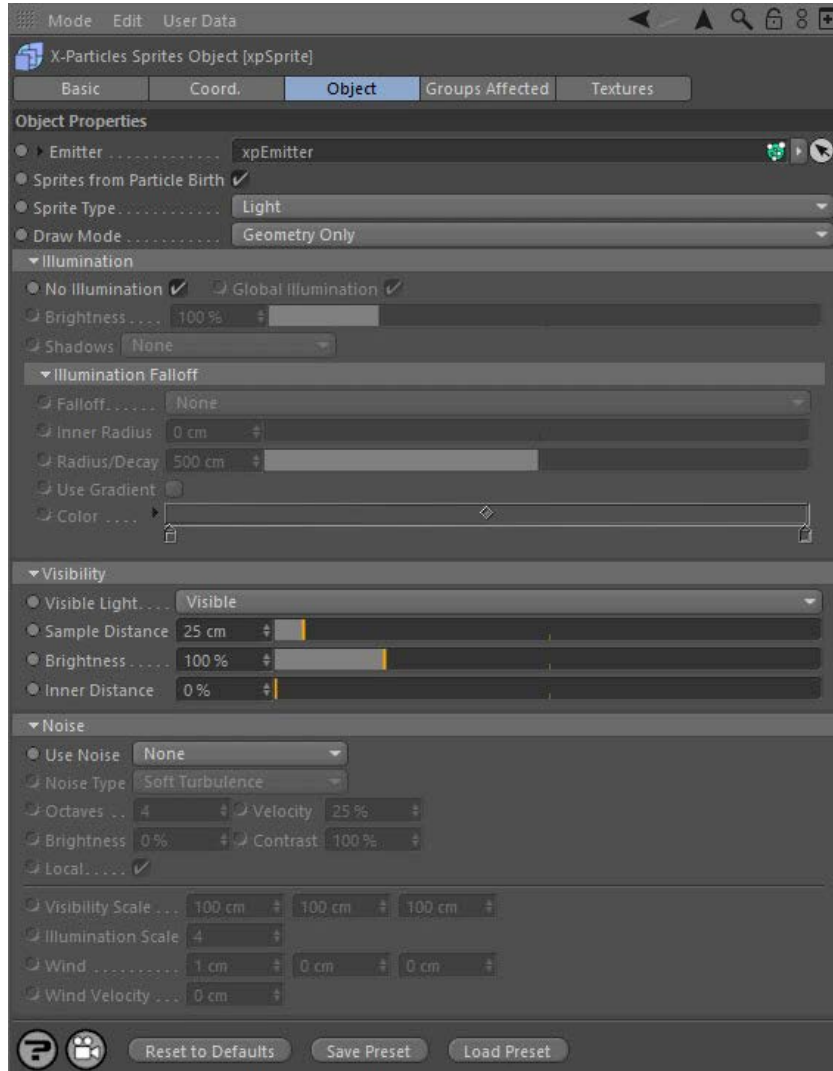 Mode Edit User Data
X-Particles Sprites Object [xpSprite]
Basic Coord. Object Groups Affected Textures
Object Properties
Emitter ............. xpEmitter
Sprites from Particle Birth
Sprite Type............ Light
Draw Mode ........... Geometry Only
Illumination
No Illumination Global Illumination
Brightness.... 100 %
Shadows None
Illumination Falloff
Falloff...... None
Inner Radius 0 cm
Radius/Decay 500 cm
Use Gradient
Color ....
Visibility
Visible Light.... Visible
Sample Distance 25 cm
Brightness..... 100 %
Inner Distance 0 %
Noise
Use Noise None
Noise Type Soft Turbulence
Octaves .. 4 Velocity 25 %
Brightness 0 % Contrast 100 %
Local.....
Visibility Scale ... 100 cm 100 cm 100 cm
Illumination Scale 4
Wind .......... 1 cm 0 cm 0 cm
Wind Velocity ... 0 cm
Reset to Defaults Save Preset Load Preset